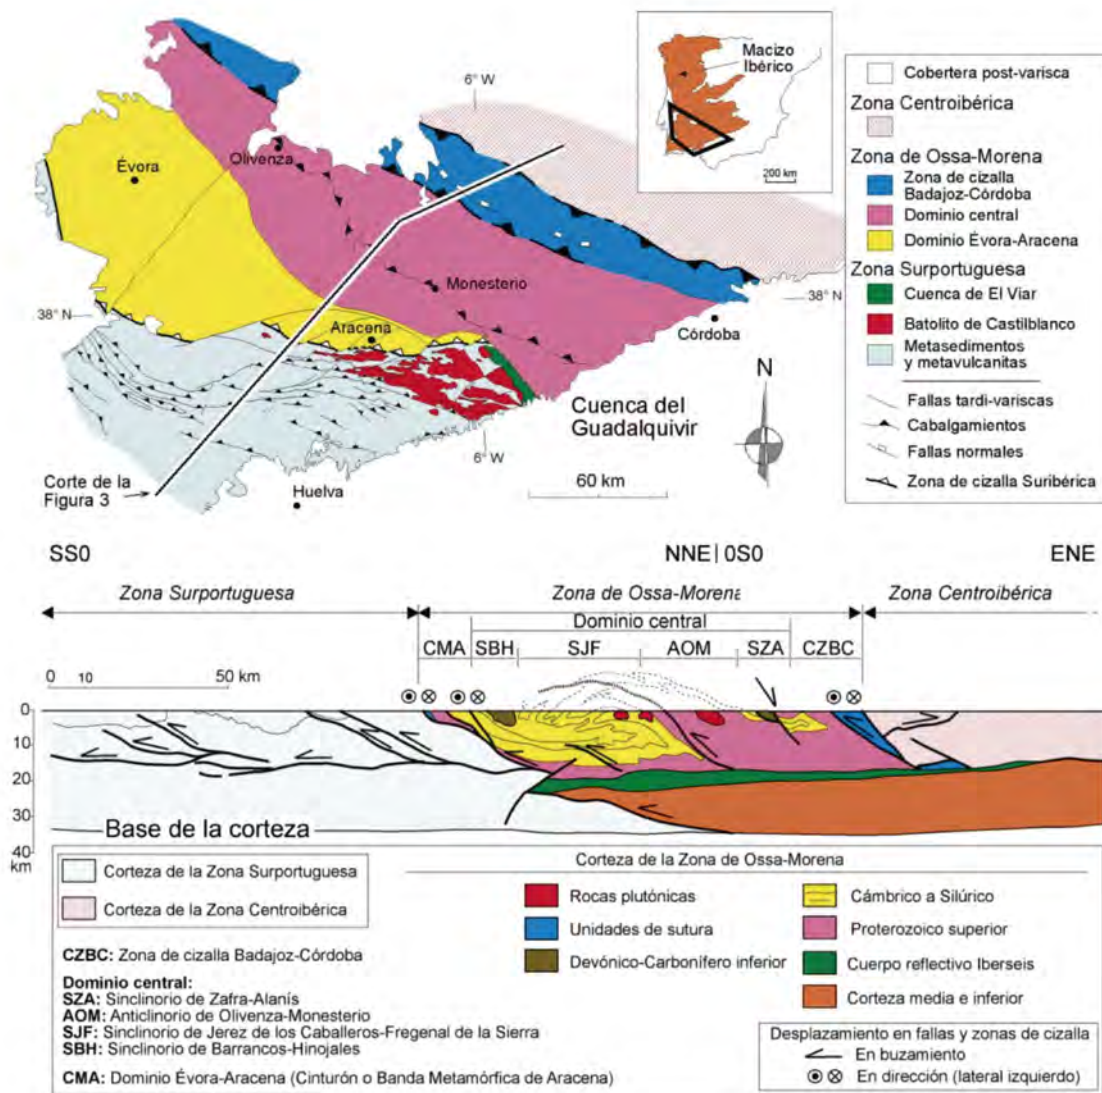 Macizo
Ibérico
200 km
6° W
Évora
Olivenza
Monesterio
38° N
Aracena
Córdoba
38° N
N
Cuenca del
Guadalquivir
6° W
60 km
Corte de la
Figura 3
Huelva
Cobertera post-varisca
Zona Centroibérica
Zona de Ossa-Morena
Zona de cizalla
Badajoz-Córdoba
Dominio central
Dominio Évora-Aracena
Zona Surportuguesa
Cuenca de El Viar
Batolito de Castilblanco
Metasedimentos
y metavulcanitas
Fallas tardi-variscas
Cabalgamientos
Fallas normales
Zona de cizalla Suribérica
SS0
NNE|0S0
ENE
Zona Surportuguesa
Zona de Ossa-Morena
Zona Centroibérica
Dominio central
CMA
SBH
SJF
AOM
SZA
CZBC
0
10
50 km
0
10
20
30
40
km
Base de la corteza
Corteza de la Zona Surportuguesa
Corteza de la Zona Centroibérica
CZBC: Zona de cizalla Badajoz-Córdoba
Dominio central:
SZA: Sinclinorio de Zafra-Alanís
AOM: Anticlinorio de Olivenza-Monesterio
SJF: Sinclinorio de Jerez de los Caballeros-Fregenal de la Sierra
SBH: Sinclinorio de Barrancos-Hinojales
CMA: Dominio Évora-Aracena (Cinturón o Banda Metamórfica de Aracena)
Corteza de la Zona de Ossa-Morena
Rocas plutónicas
Unidades de sutura
Devónico-Carbonífero inferior
Cámbrico a Silúrico
Proterozoico superior
Cuerpo reflectivo Iberseis
Corteza media e inferior
Desplazamiento en fallas y zonas de cizalla
En buzamiento
En dirección (lateral izquierdo)